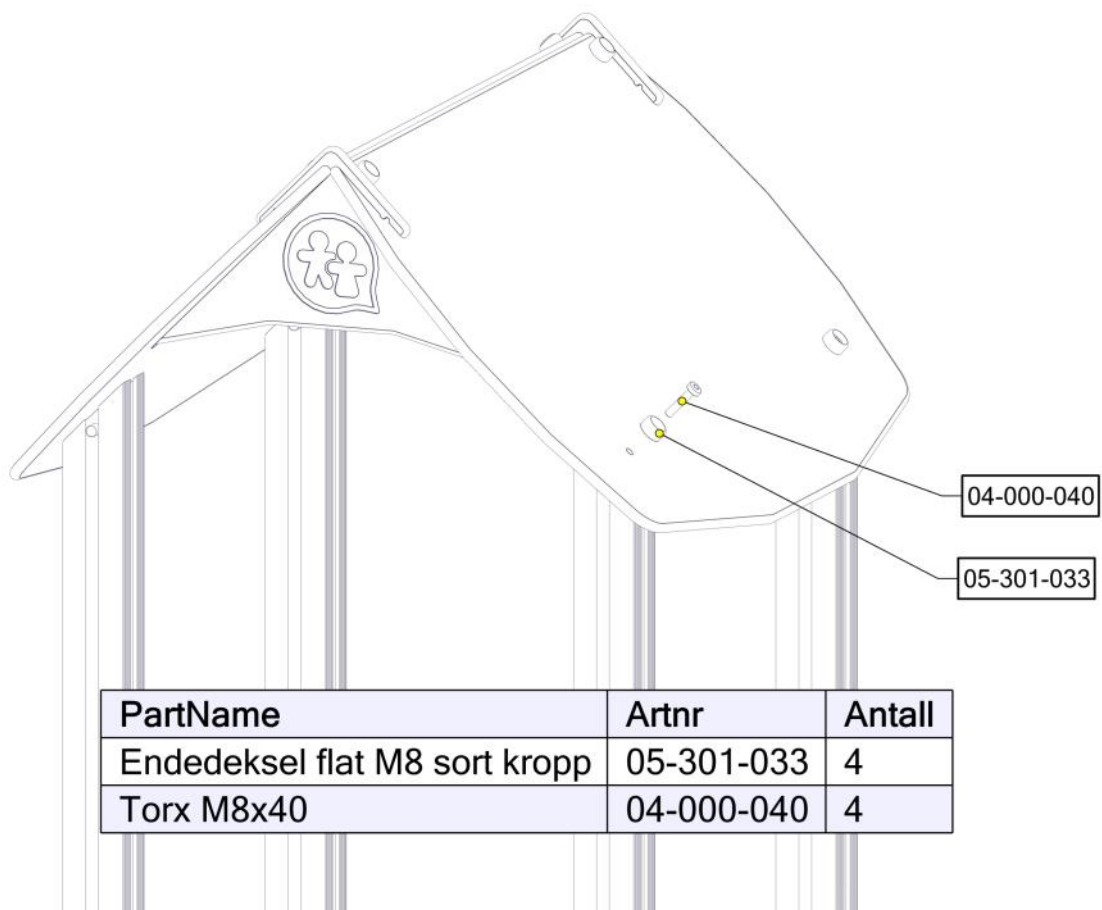 04-000-040
05-301-033
PartName Artnr Antall
Endedeksel flat M8 sort kropp 05-301-033 4
Torx M8x40 04-000-040 4